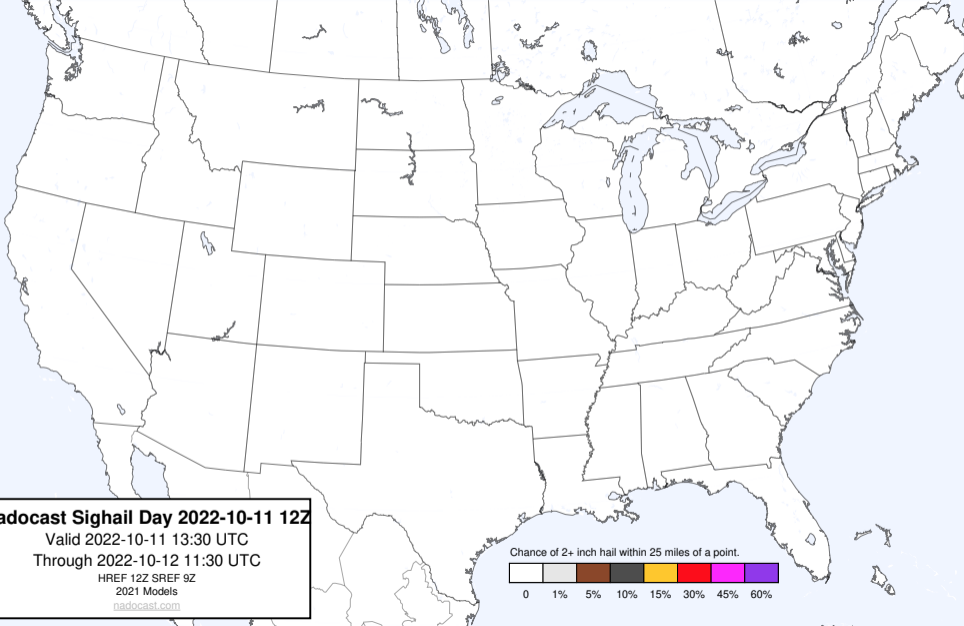 adocast Sighail Day 2022-10-11 12Z
Valid 2022-10-11 13:30 UTC
Through 2022-10-12 11:30 UTC
HREF 12Z SREF 9Z
2021 Models
nadocast.com
Chance of 2+ inch hail within 25 miles of a point.
0 1% 5% 10% 15% 30% 45% 60%